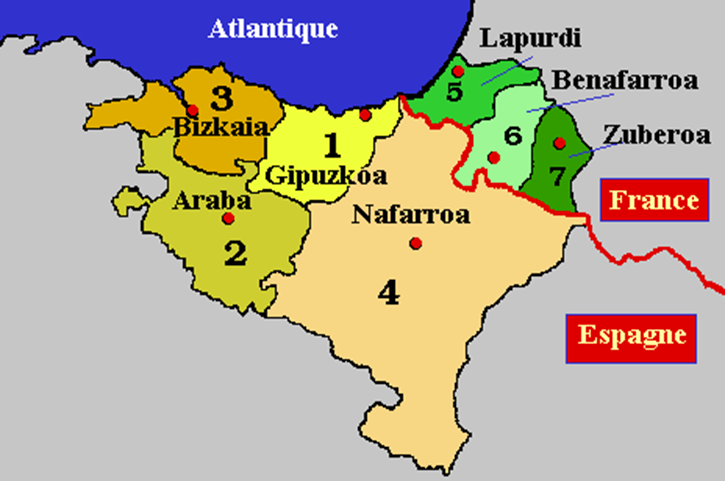 Atlantique
Lapurdi
Benafarroa
Zuberoa
5
6
7
3
Bizkaia
1
Gipuzkoa
Araba
2
Nafarroa
4
France
Espagne